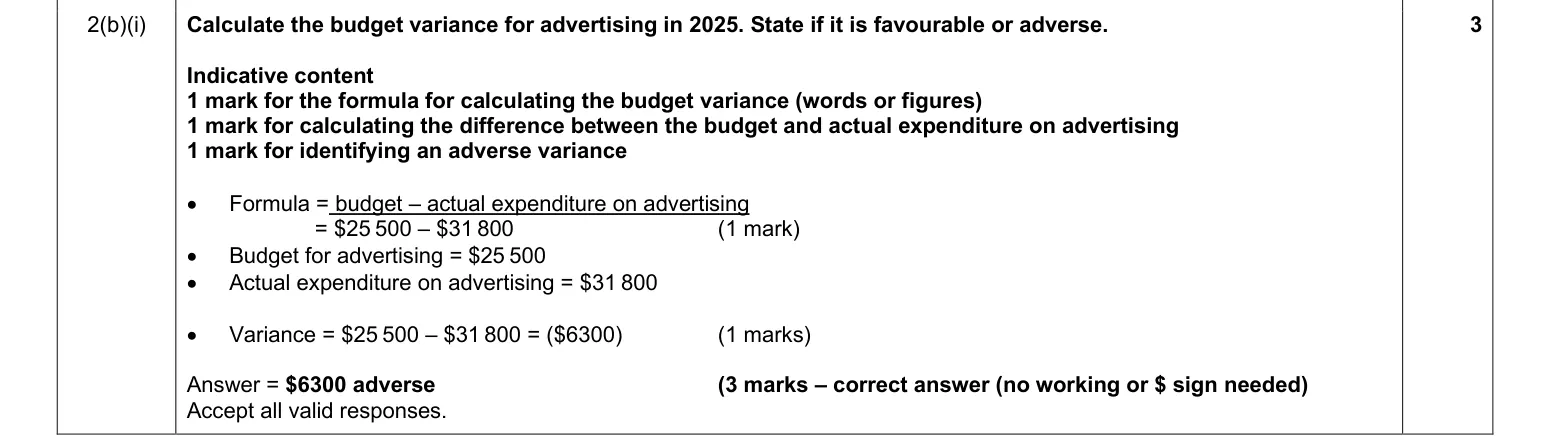 2(b)(i) Calculate the budget variance for advertising in 2025. State if it is favourable or adverse. 3
Indicative content
1 mark for the formula for calculating the budget variance (words or figures)
1 mark for calculating the difference between the budget and actual expenditure on advertising
1 mark for identifying an adverse variance
• Formula = budget – actual expenditure on advertising
= $25 500 – $31 800 (1 mark)
• Budget for advertising = $25 500
• Actual expenditure on advertising = $31 800
• Variance = $25 500 – $31 800 = ($6300) (1 marks)
Answer = $6300 adverse (3 marks – correct answer (no working or $ sign needed)
Accept all valid responses.